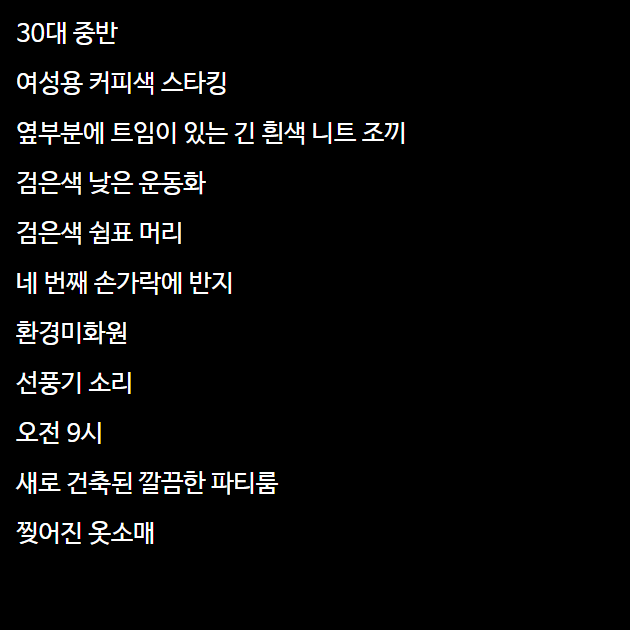 30대 중반
여성용 커피색 스타킹
옆부분에 트임이 있는 긴 흰색 니트 조끼
검은색 낮은 운동화
검은색 쉼표 머리
네 번째 손가락에 반지
환경미화원
선풍기 소리
오전 9시
새로 건축된 깔끔한 파티룸
찢어진 옷소매